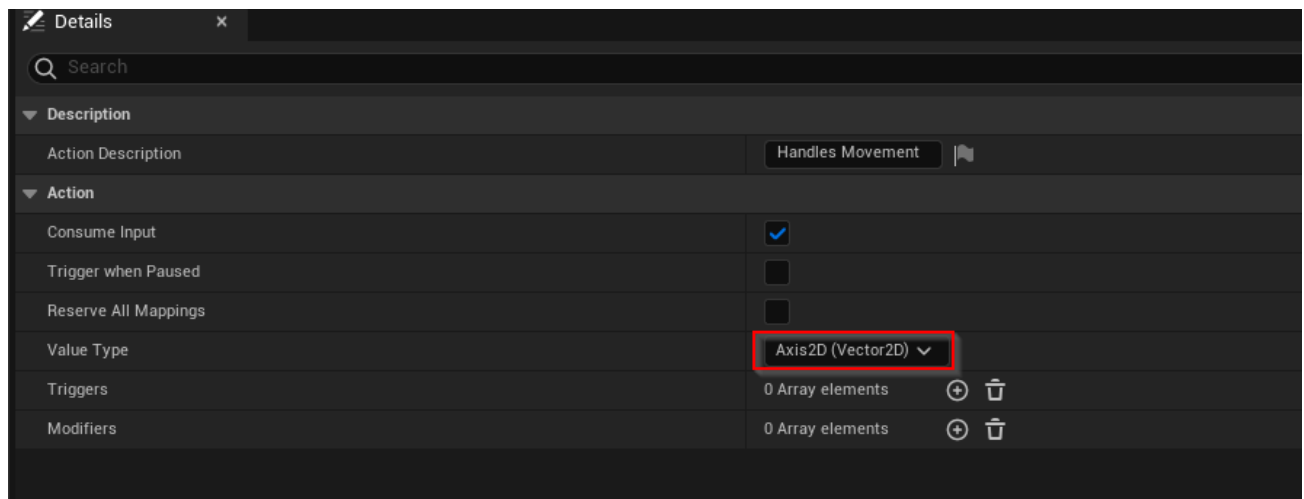 Details
Search
Description
Action Description Handles Movement
Action
Consume Input
Trigger when Paused
Reserve All Mappings
Value Type Axis2D (Vector2D)
Triggers 0 Array elements
Modifiers 0 Array elements